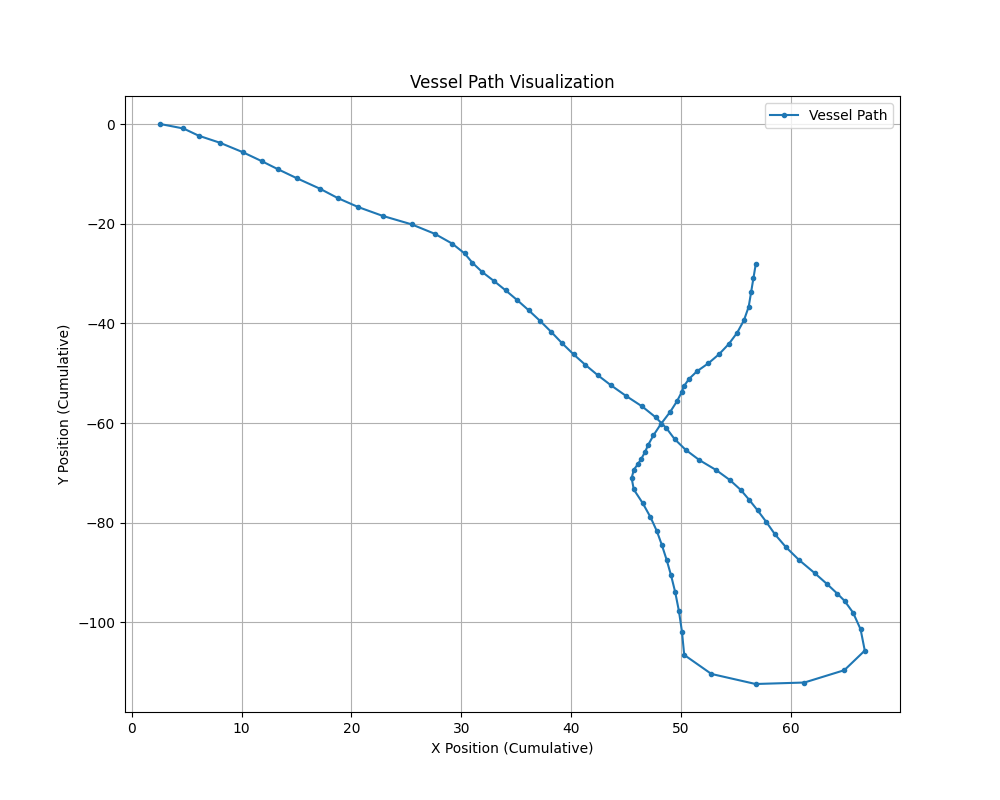 Vessel Path Visualization
Vessel Path
Y Position (Cumulative)
0
−20
−40
−60
−80
−100
0 10 20 30 40 50 60
X Position (Cumulative)